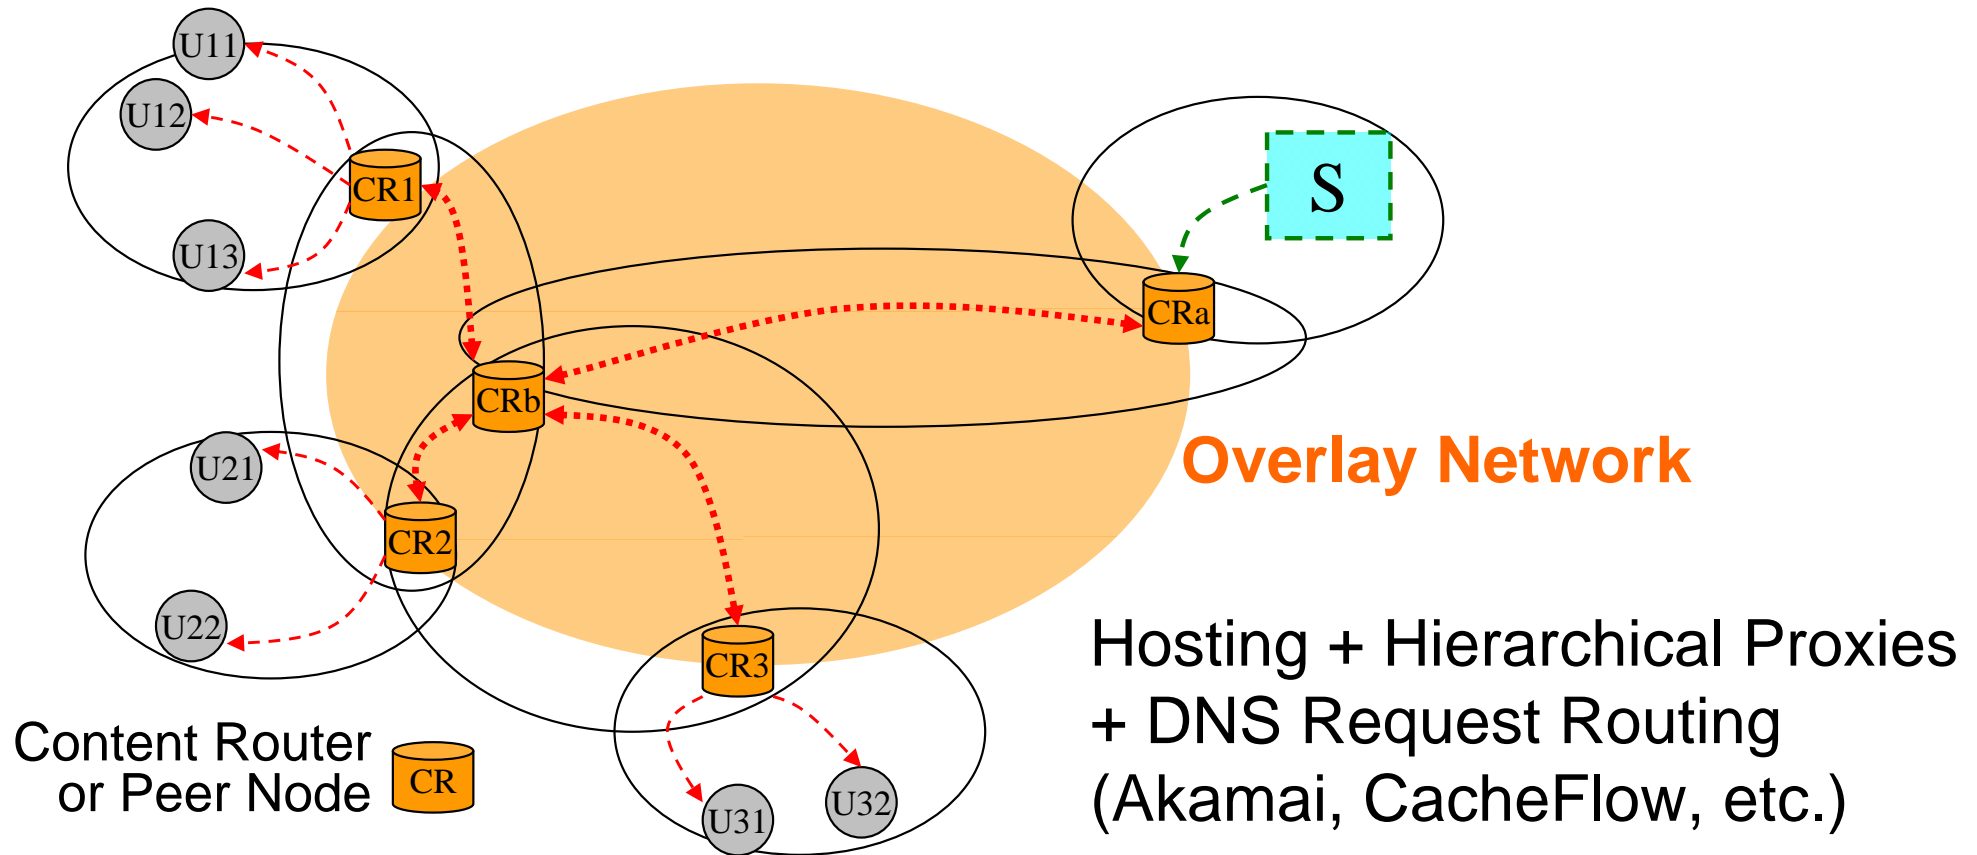 U11
U12
CR1
S
U13
CRa
CRb
Overlay Network
U21
CR2
U22
CR3
Hosting + Hierarchical Proxies
+ DNS Request Routing
(Akamai, CacheFlow, etc.)
Content Router
or Peer Node
CR
U31
U32